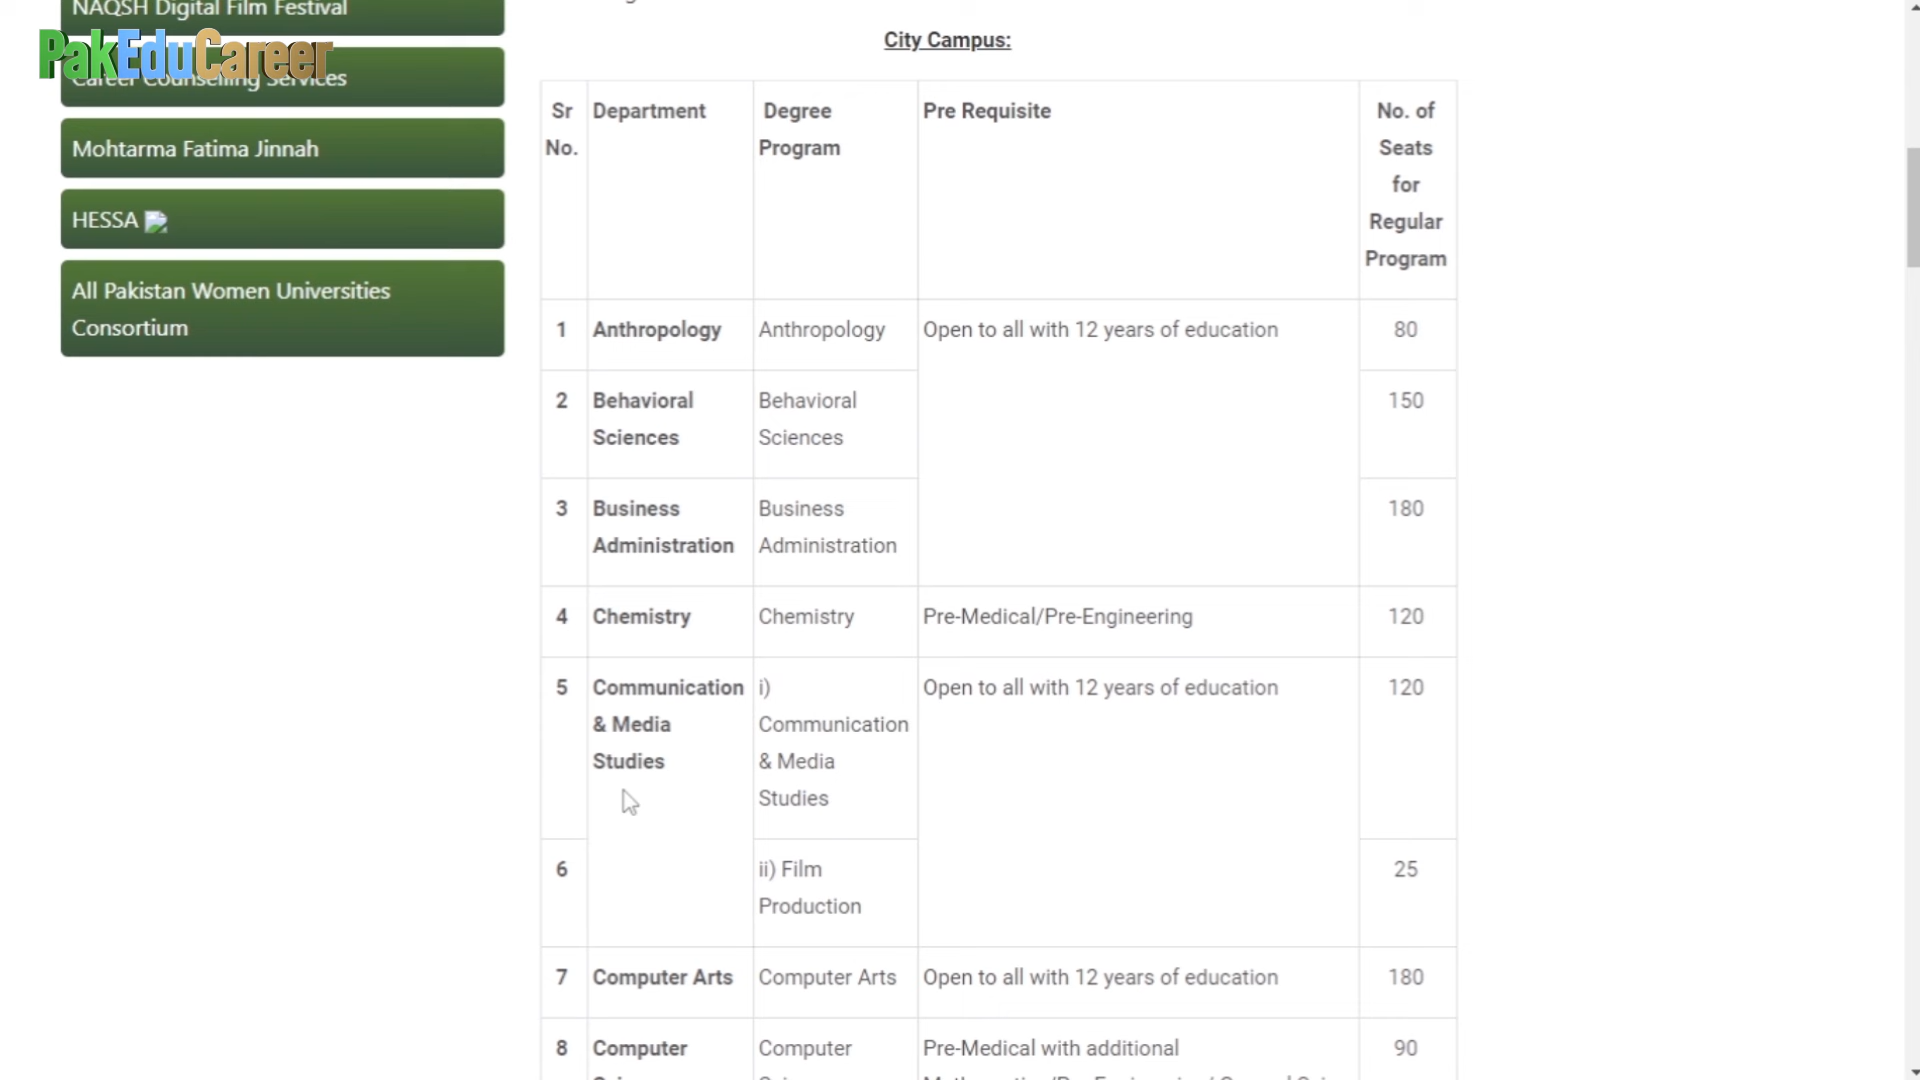 NAQSH Digital Film Festival
PakEduCareer
Career Counselling Services
Mohtarma Fatima Jinnah
HESSA
All Pakistan Women Universities
Consortium
City Campus:
Sr
No.
Department
Degree
Program
Pre Requisite
No. of
Seats
for
Regular
Program
1
Anthropology
Anthropology
Open to all with 12 years of education
80
2
Behavioral
Sciences
Behavioral
Sciences
150
3
Business
Administration
Business
Administration
180
4
Chemistry
Chemistry
Pre-Medical/Pre-Engineering
120
5
Communication
& Media
Studies
i)
Communication
& Media
Studies
Open to all with 12 years of education
120
6
ii) Film
Production
25
7
Computer Arts
Computer Arts
Open to all with 12 years of education
180
8
Computer
Computer
Pre-Medical with additional
90